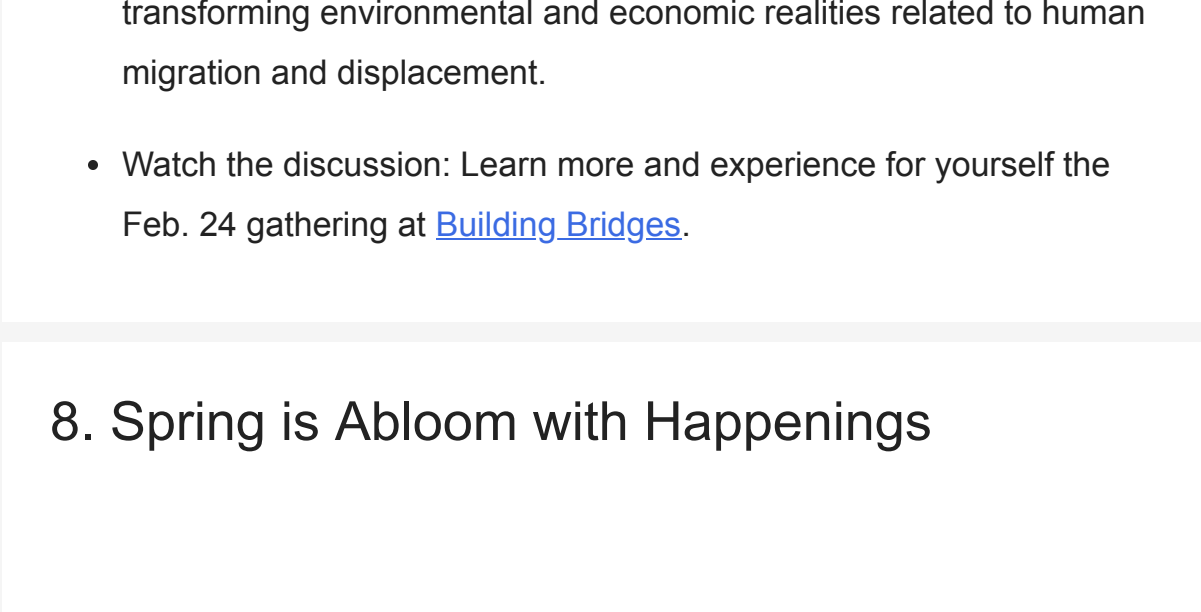 transforming environmental and economic realities related to human
migration and displacement.
• Watch the discussion: Learn more and experience for yourself the
Feb. 24 gathering at Building Bridges.
8. Spring is Abloom with Happenings